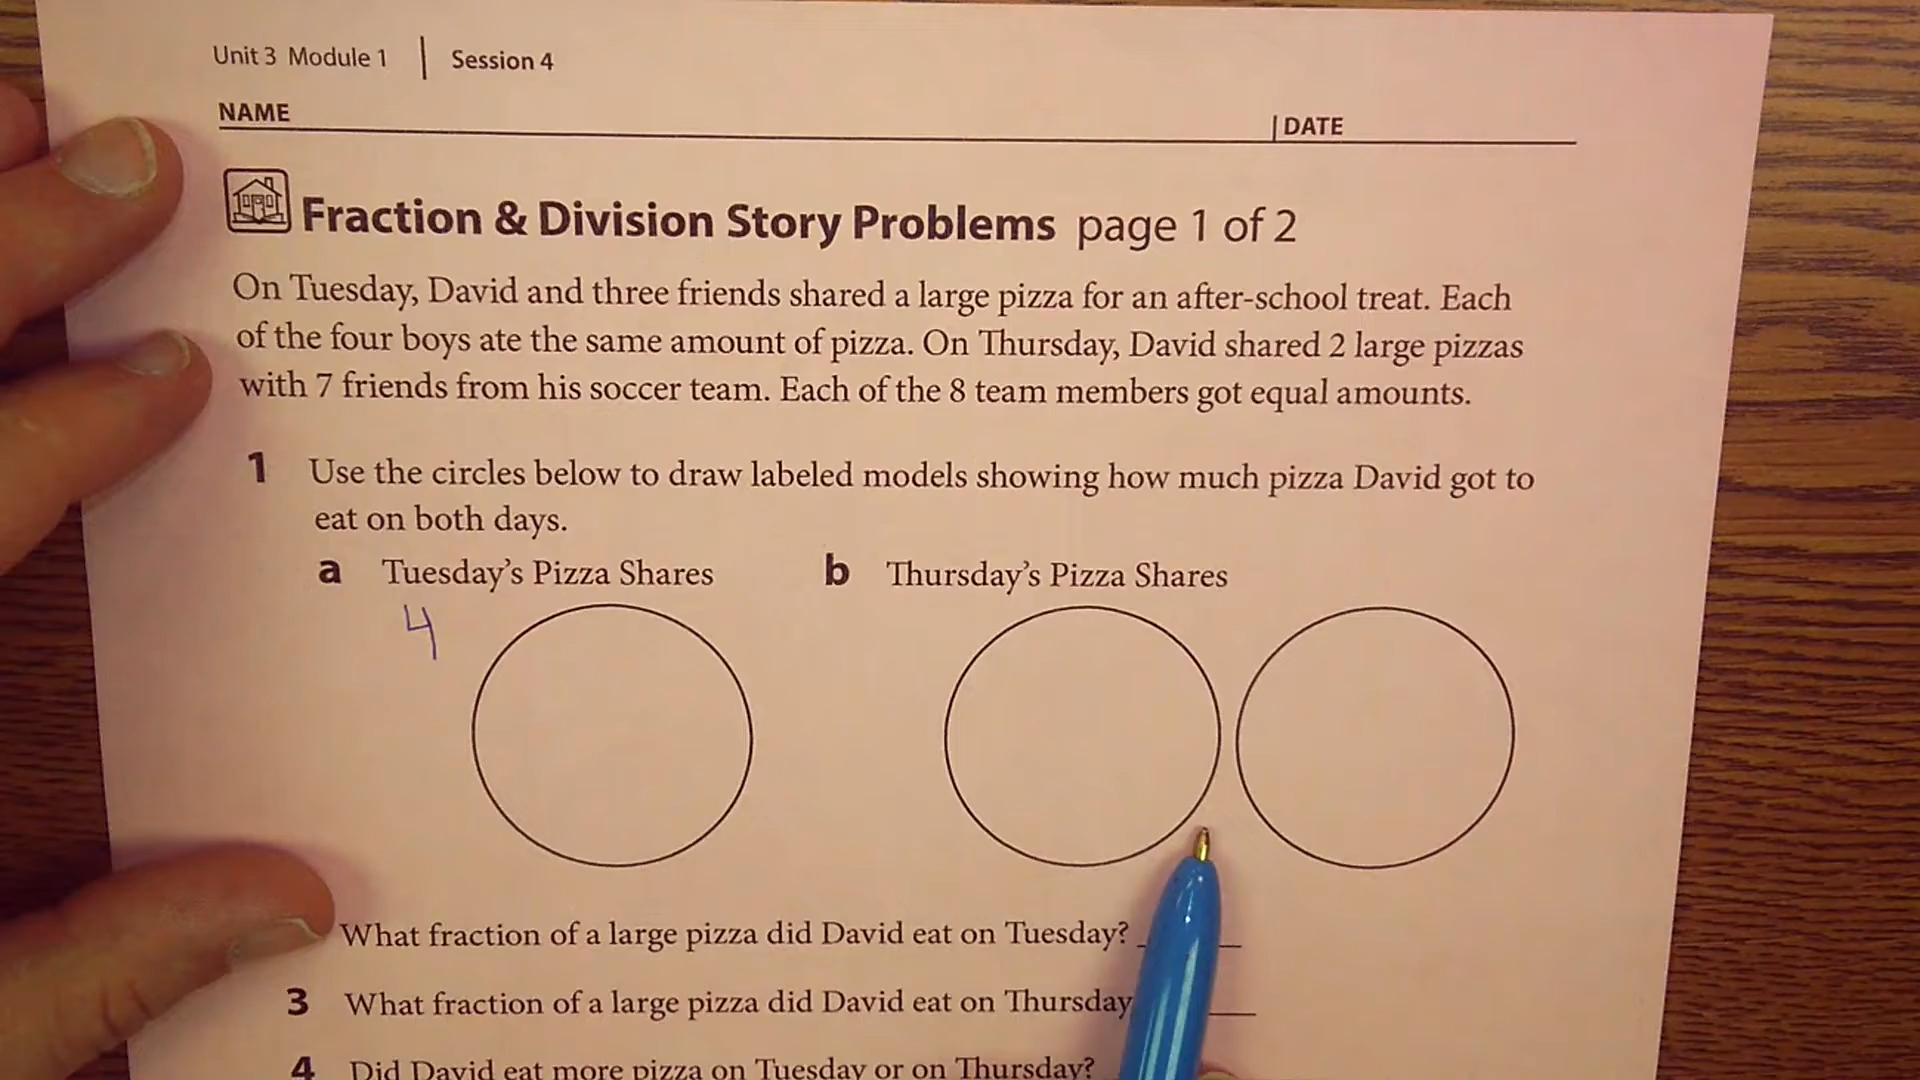 Unit 3 Module 1 | Session 4
NAME | DATE
Fraction & Division Story Problems page 1 of 2
On Tuesday, David and three friends shared a large pizza for an after-school treat. Each
of the four boys ate the same amount of pizza. On Thursday, David shared 2 large pizzas
with 7 friends from his soccer team. Each of the 8 team members got equal amounts.
1 Use the circles below to draw labeled models showing how much pizza David got to
eat on both days.
a Tuesday's Pizza Shares b Thursday's Pizza Shares
4
What fraction of a large pizza did David eat on Tuesday?
3 What fraction of a large pizza did David eat on Thursday
4 Did David eat more pizza on Tuesday or on Thursday?